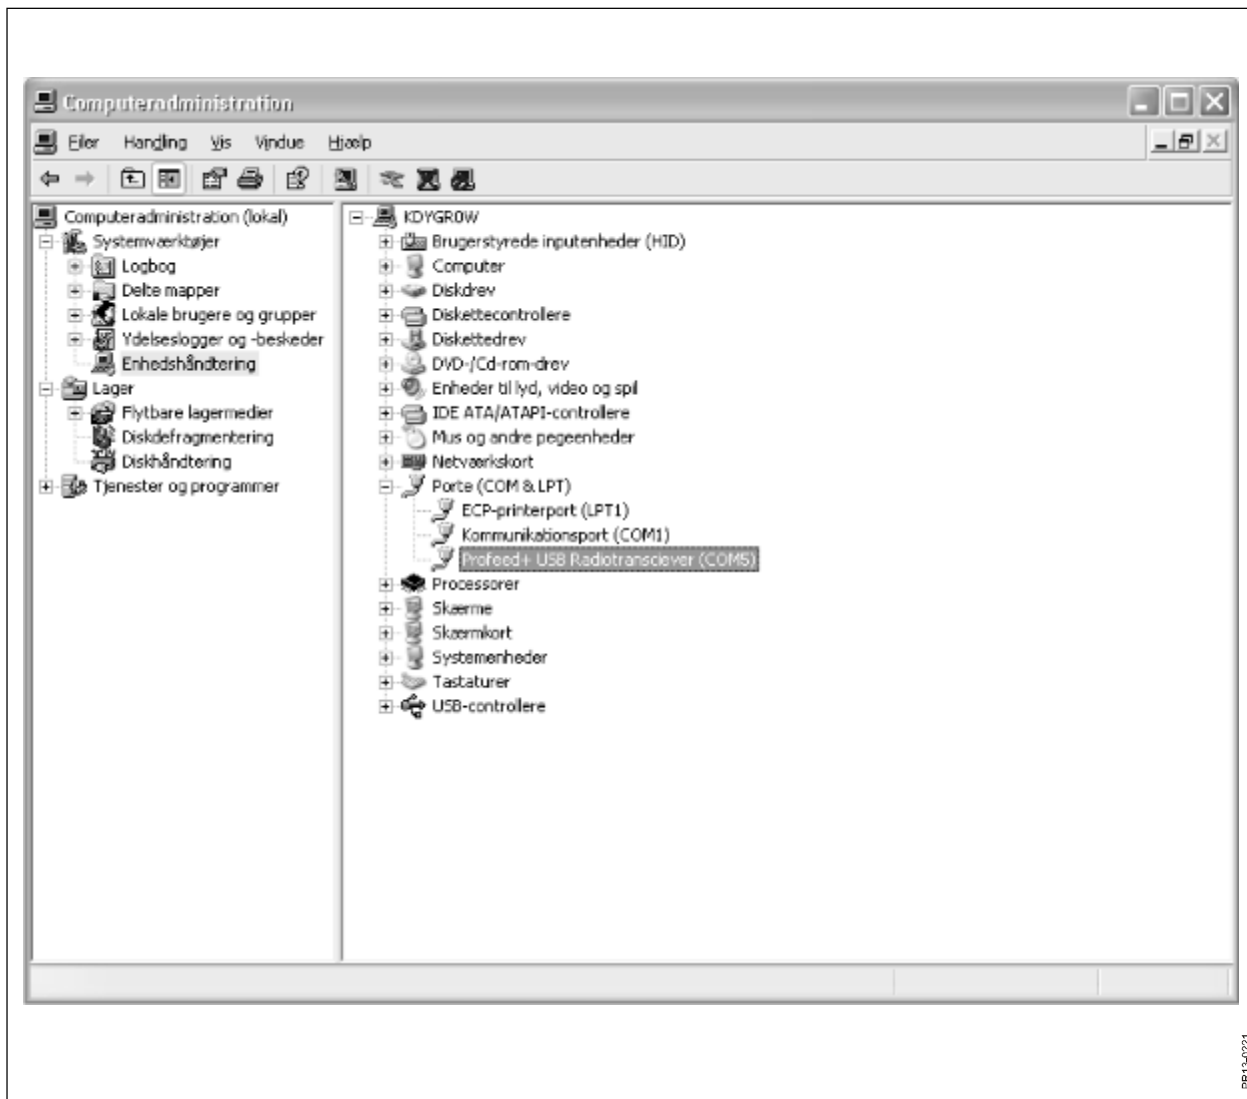 Computeradministration
Filer Handling Vis Vindue Hjælp
Computeradministration (lokal)
Systemværktøjer
Logbog
Delte mapper
Lokale brugere og grupper
Ydelseslogger og -beskeder
Enhedshåndtering
Lager
Flytbare lagermedier
Diskdefragmentering
Diskhåndtering
Tjenester og programmer
KDYGROW
Brugerstyrede inputenheder (HID)
Computer
Diskdrev
Diskettecontrollere
Diskettedrev
DVD-/Cd-rom-drev
Enheder til lyd, video og spil
IDE ATA/ATAPI-controllere
Mus og andre pegeenheder
Netværkskort
Porte (COM & LPT)
ECP-printerport (LPT1)
Kommunikationsport (COM1)
Profeed+ USB Radiotransciever (COM5)
Processorer
Skærme
Skærmkort
Systemenheder
Tastaturer
USB-controllere
PR13-0221